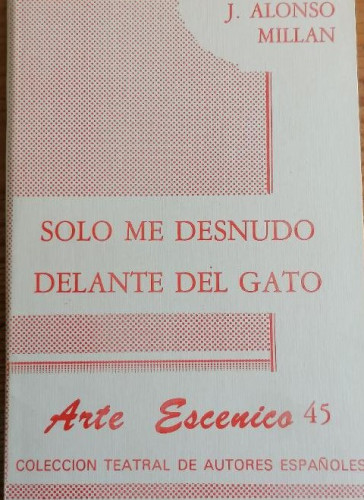 J. ALONSO
MILLAN
SOLO ME DESNUDO
DELANTE DEL GATO
Arte Escenico 45
COLECCION TEATRAL DE AUTORES ESPAÑOLES